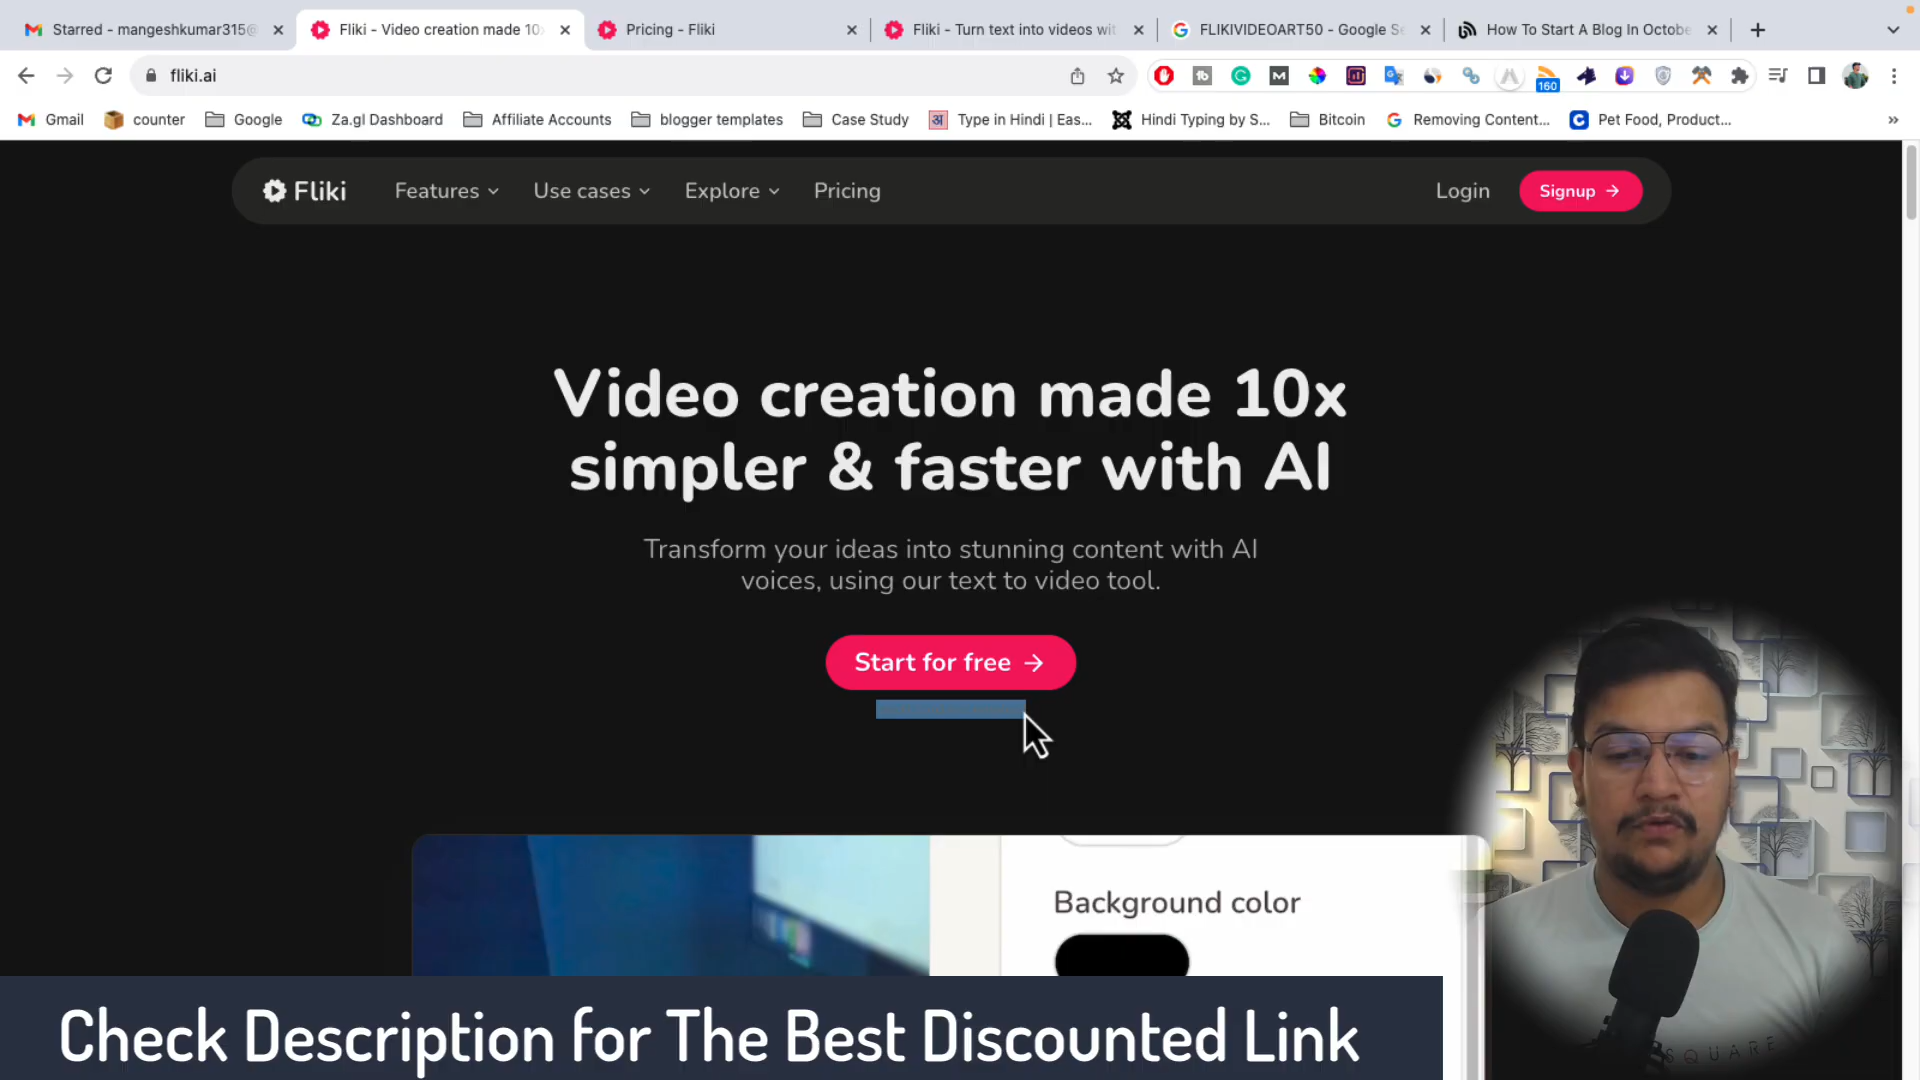 Starred - mangeshkumar315@
Fliki - Video creation made 10x
Pricing - Fliki
Fliki - Turn text into videos wit
FLIKIVIDEOART50 - Google Se
How To Start A Blog In Octobe
fliki.ai
160
Gmail
counter
Google
Za.gl Dashboard
Affiliate Accounts
blogger templates
Case Study
Type in Hindi | Eas...
Hindi Typing by S...
Bitcoin
Removing Content...
Pet Food, Product...
»
Fliki
Features
Use cases
Explore
Pricing
Login
Signup →
Video creation made 10x
simpler & faster with AI
Transform your ideas into stunning content with AI
voices, using our text to video tool.
Start for free →
Background color
Check Description for The Best Discounted Link
SQUARE